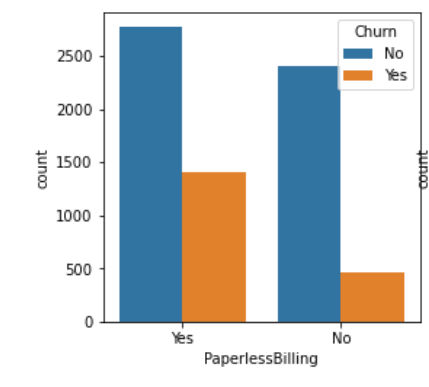 Churn
No
Yes
2500
2000
1500
1000
500
0
count
count
Yes
No
PaperlessBilling